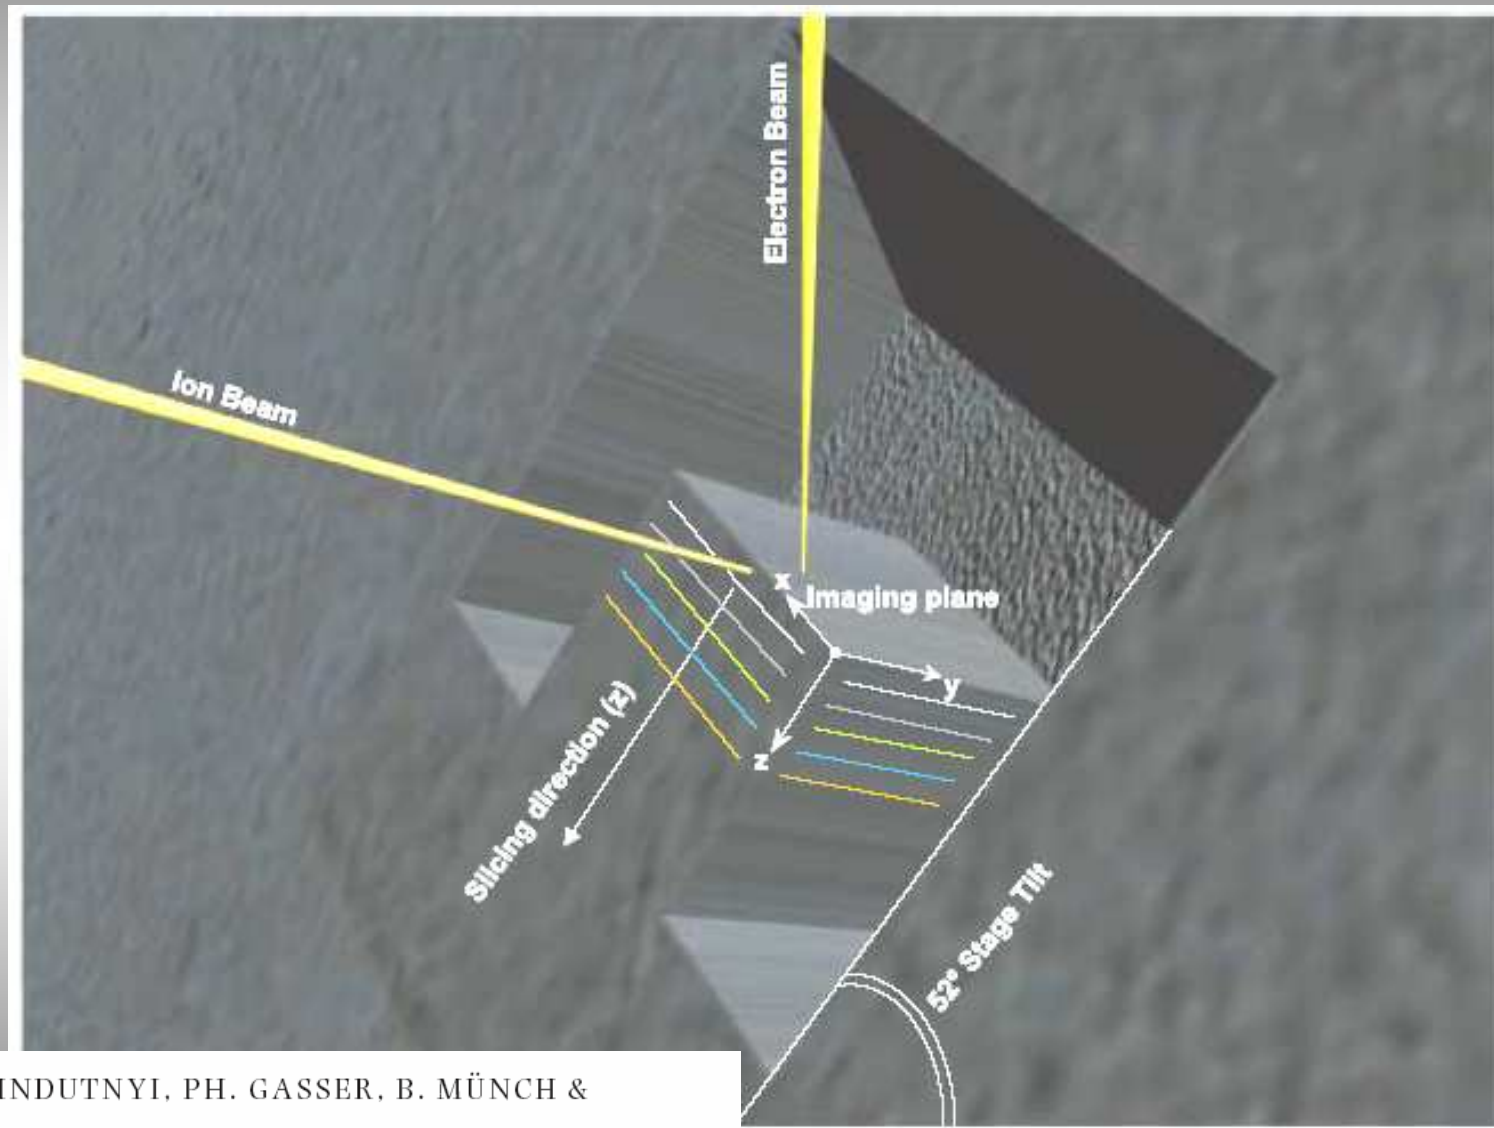 Electron Beam
Ion Beam
x
Imaging plane
y
z
Slicing direction (z)
52° Stage Tilt
INDUTNYI, PH. GASSER, B. MÜNCH &